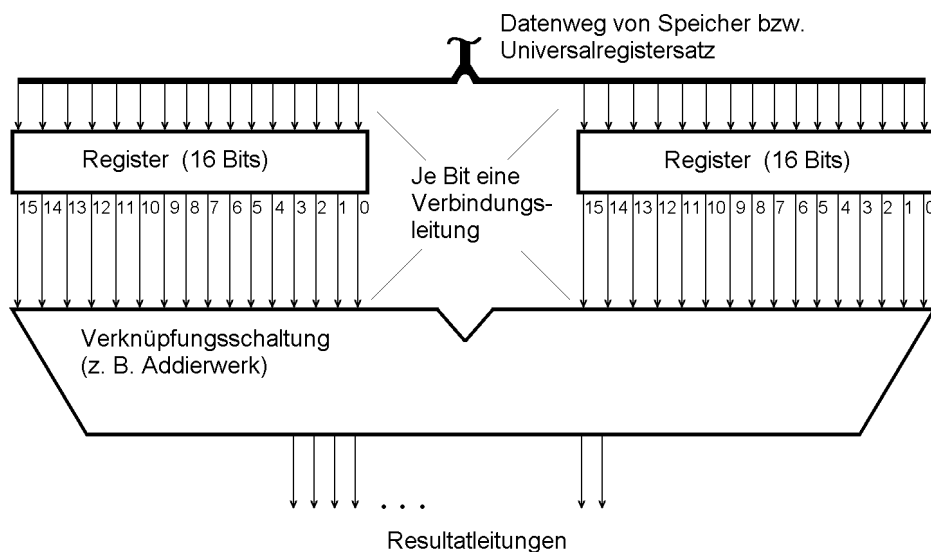 Datenweg von Speicher bzw.
Universalregistersatz
Register (16 Bits)
Register (16 Bits)
Je Bit eine
Verbindungs-
leitung
15 14 13 12 11 10 9 8 7 6 5 4 3 2 1 0
15 14 13 12 11 10 9 8 7 6 5 4 3 2 1 0
Verknüpfungsschaltung
(z. B. Addierwerk)
. . .
Resultatleitungen